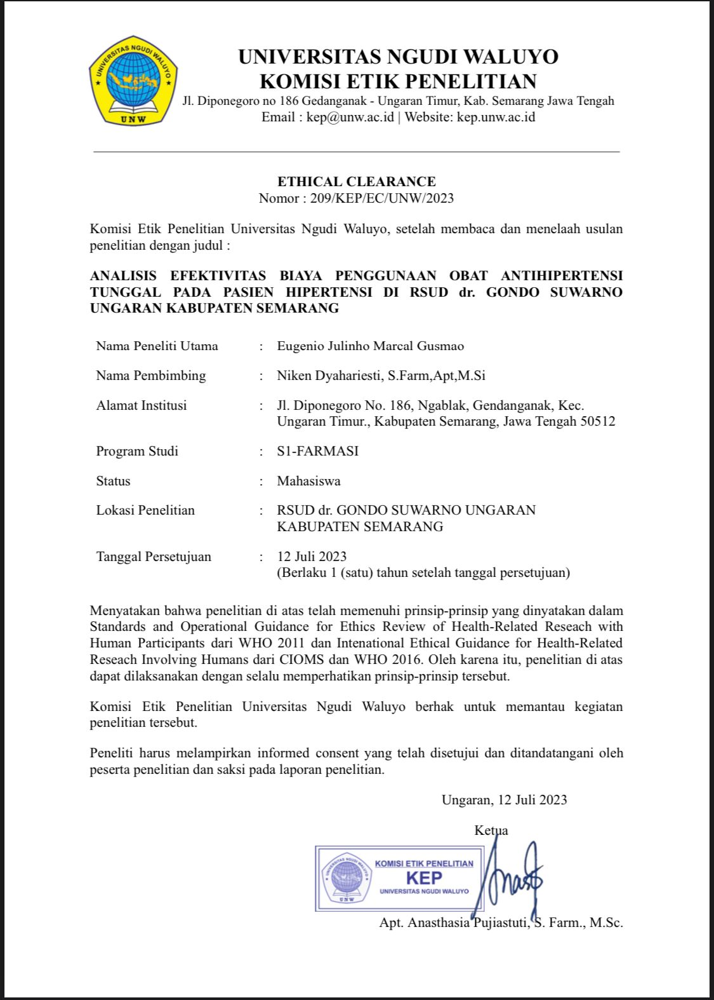 UNIVERSITAS NGUDI WALUYO
UNW
UNIVERSITAS NGUDI WALUYO
KOMISI ETIK PENELITIAN
Jl. Diponegoro no 186 Gedanganak - Ungaran Timur, Kab. Semarang Jawa Tengah
Email : kep@unw.ac.id | Website: kep.unw.ac.id
ETHICAL CLEARANCE
Nomor : 209/KEP/EC/UNW/2023
Komisi Etik Penelitian Universitas Ngudi Waluyo, setelah membaca dan menelaah usulan
penelitian dengan judul :
ANALISIS EFEKTIVITAS BIAYA PENGGUNAAN OBAT ANTIHIPERTENSI
TUNGGAL PADA PASIEN HIPERTENSI DI RSUD dr. GONDO SUWARNO
UNGARAN KABUPATEN SEMARANG
Nama Peneliti Utama : Eugenio Julinho Marcal Gusmao
Nama Pembimbing : Niken Dyahariesti, S.Farm,Apt,M.Si
Alamat Institusi : Jl. Diponegoro No. 186, Ngablak, Gendanganak, Kec.
Ungaran Timur., Kabupaten Semarang, Jawa Tengah 50512
Program Studi : S1-FARMASI
Status : Mahasiswa
Lokasi Penelitian : RSUD dr. GONDO SUWARNO UNGARAN
KABUPATEN SEMARANG
Tanggal Persetujuan : 12 Juli 2023
(Berlaku 1 (satu) tahun setelah tanggal persetujuan)
Menyatakan bahwa penelitian di atas telah memenuhi prinsip-prinsip yang dinyatakan dalam
Standards and Operational Guidance for Ethics Review of Health-Related Reseach with
Human Participants dari WHO 2011 dan Intenational Ethical Guidance for Health-Related
Reseach Involving Humans dari CIOMS dan WHO 2016. Oleh karena itu, penelitian di atas
dapat dilaksanakan dengan selalu memperhatikan prinsip-prinsip tersebut.
Komisi Etik Penelitian Universitas Ngudi Waluyo berhak untuk memantau kegiatan
penelitian tersebut.
Peneliti harus melampirkan informed consent yang telah disetujui dan ditandatangani oleh
peserta penelitian dan saksi pada laporan penelitian.
Ungaran, 12 Juli 2023
Ketua
UNIVERSITAS NGUDI WALUYO
UNW
KOMISI ETIK PENELITIAN
KEP
UNIVERSITAS NGUDI WALUYO
Apt. Anasthasia Pujiastuti, S. Farm., M.Sc.